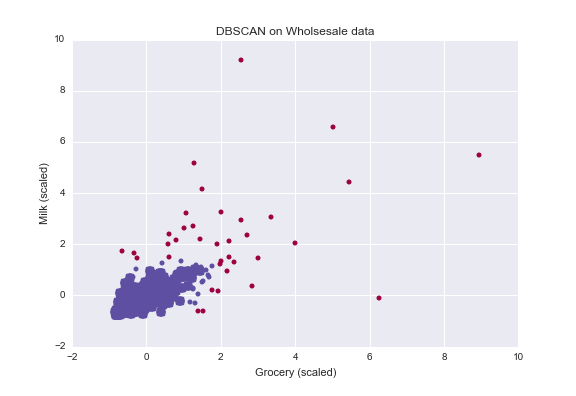 DBSCAN on Wholsesale data
10
8
6
4
2
0
−2
Milk (scaled)
−2 0 2 4 6 8 10
Grocery (scaled)